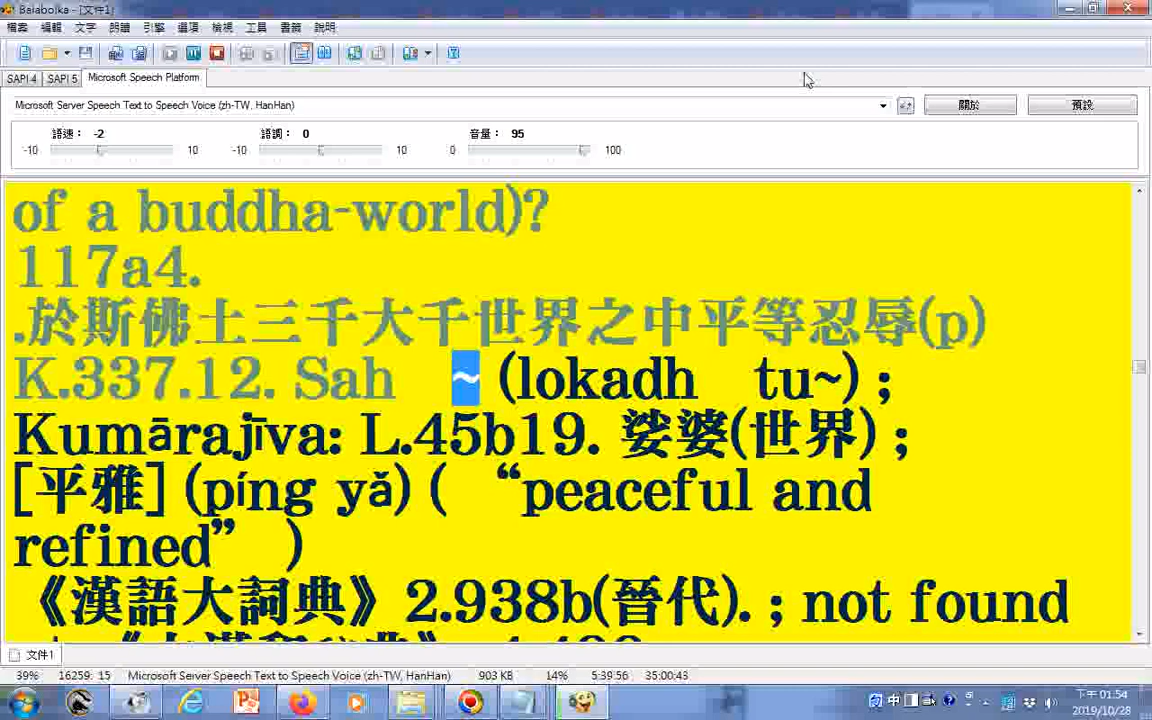 Balabolka - [文件1]
檔案 編輯 文字 朗讀 引擎 選項 檢視 工具 書籤 說明
SAPI 4 SAPI 5 Microsoft Speech Platform
Microsoft Server Speech Text to Speech Voice (zh-TW, HanHan) 關於 預設
語速： -2 語調： 0 音量： 95
-10 10 -10 10 0 100
of a buddha-world)?
117a4.
.於斯佛土三千大千世界之中平等忍辱(p)
K.337.12. Sah ~ (lokadh tu~) ;
Kumārajīva: L.45b19. 娑婆(世界) ;
[平雅] (píng yǎ) ( “peaceful and
refined” )
《漢語大詞典》 2.938b(晉代). ; not found
文件1
39% 16259: 15 Microsoft Server Speech Text to Speech Voice (zh-TW, HanHan) 903 KB 14% 5:39:56 35:00:43
中 下午 01:54
2019/10/28